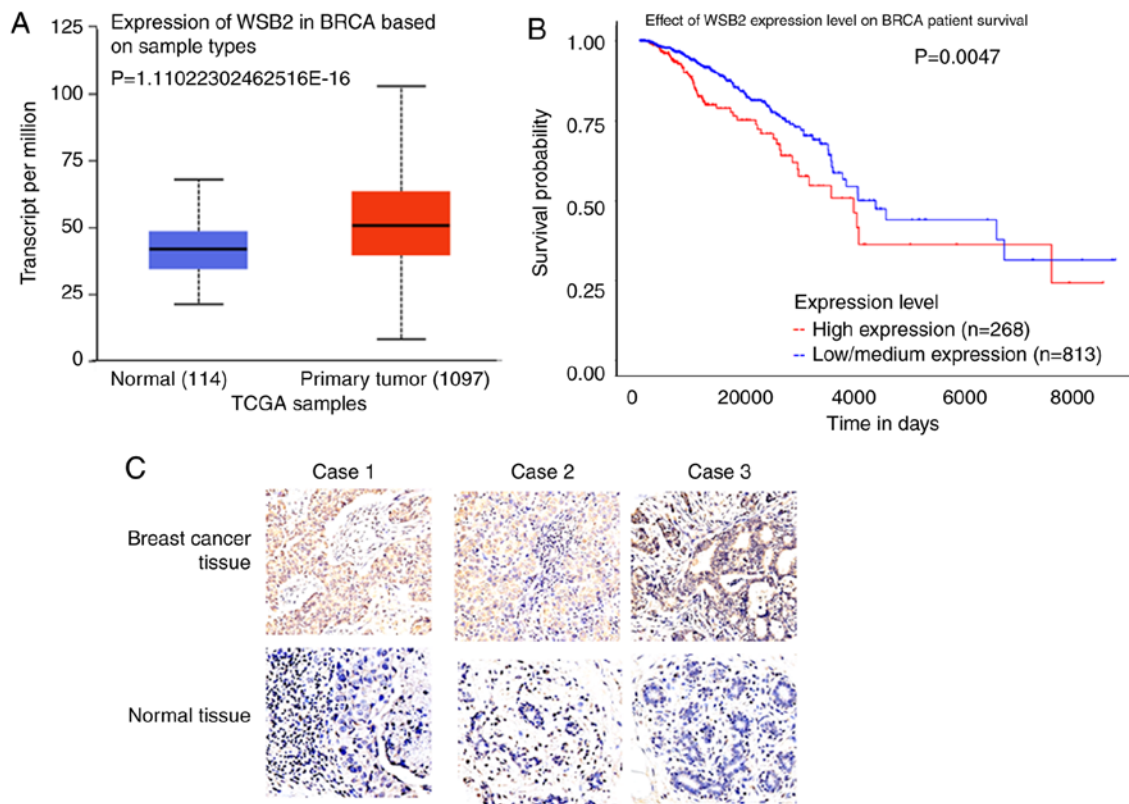 A
Expression of WSB2 in BRCA based
on sample types
P=1.11022302462516E-16
Transcript per million
125
100
75
50
25
0
Normal (114)
Primary tumor (1097)
TCGA samples
B
Effect of WSB2 expression level on BRCA patient survival
P=0.0047
Survival probability
1.00
0.75
0.50
0.25
0.00
Expression level
High expression (n=268)
Low/medium expression (n=813)
0 20000 4000 6000 8000
Time in days
C
Case 1
Case 2
Case 3
Breast cancer
tissue
Normal tissue